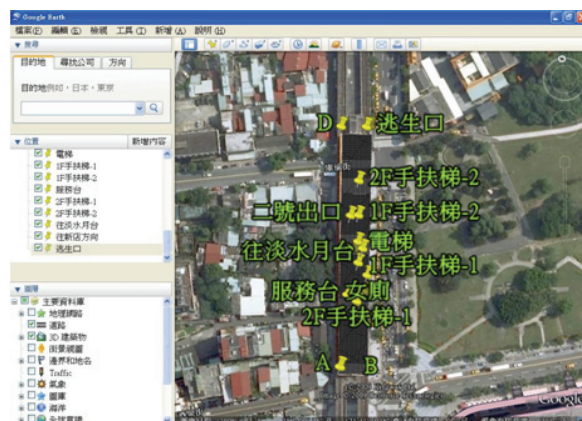 Google Earth
檔案(F) 編輯(E) 檢視 工具(T) 新增(A) 說明(H)
▼ 搜尋
目的地 尋找公司 方向
目的地例如,日本,東京
▼ 位置 新增內容
電梯
1F手扶梯-1
1F手扶梯-2
服務台
2F手扶梯-1
2F手扶梯-2
往淡水月台
往新店方向
逃生口
▼ 圖層
主要資料庫
地理網路
道路
3D 建築物
街景視圖
邊界和地名
Traffic
氣象
圖庫
海洋
D 逃生口
2F手扶梯-2
二號出口 1F手扶梯-2
往淡水月台 電梯
1F手扶梯-1
服務台 女廁
2F手扶梯-1
A B
Google